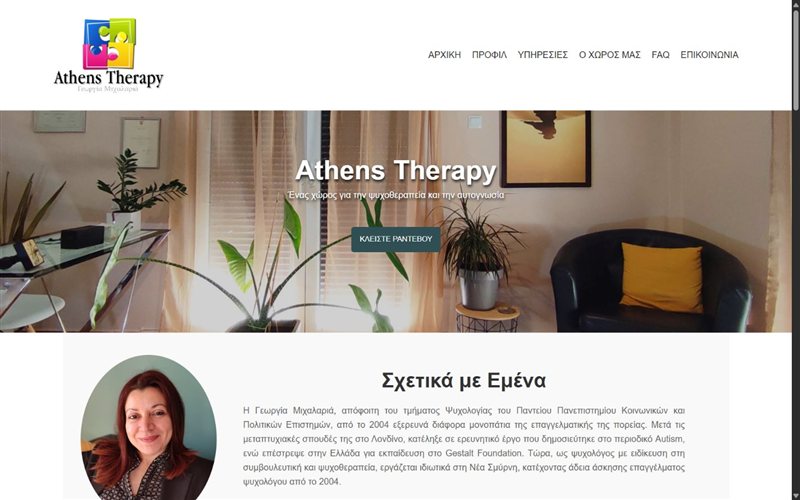 Athens Therapy
Γεωργία Μιχαλαριά
ΑΡΧΙΚΗ ΠΡΟΦΙΛ ΥΠΗΡΕΣΙΕΣ Ο ΧΩΡΟΣ ΜΑΣ FAQ ΕΠΙΚΟΙΝΩΝΙΑ
Athens Therapy
Ένας χώρος για την ψυχοθεραπεία και την αυτογνωσία
ΚΛΕΙΣΤΕ ΡΑΝΤΕΒΟΥ
Σχετικά με Εμένα
Η Γεωργία Μιχαλαριά, απόφοιτη του τμήματος Ψυχολογίας του Παντείου Πανεπιστημίου Κοινωνικών και
Πολιτικών Επιστημών, από το 2004 εξερευνά διάφορα μονοπάτια της επαγγελματικής της πορείας. Μετά τις
μεταπτυχιακές σπουδές της στο Λονδίνο, κατέληξε σε ερευνητικό έργο που δημοσιεύτηκε στο περιοδικό Autism,
ενώ επέστρεψε στην Ελλάδα για εκπαίδευση στο Gestalt Foundation. Τώρα, ως ψυχολόγος με ειδίκευση στη
συμβουλευτική και ψυχοθεραπεία, εργάζεται ιδιωτικά στη Νέα Σμύρνη, κατέχοντας άδεια άσκησης επαγγέλματος
ψυχολόγου από το 2004.